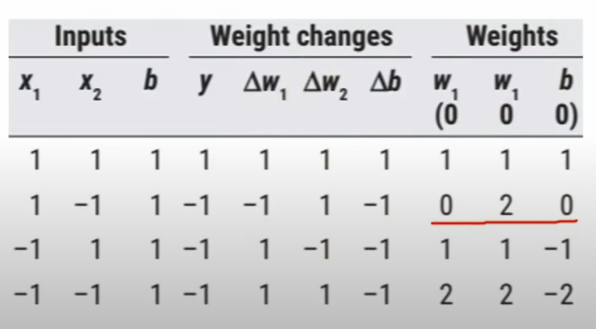 Inputs Weight changes Weights
x₁ x₂ b y Δw₁ Δw₂ Δb w₁ w₁ b
(0 0 0)
1 1 1 1 1 1 1 1 1 1
1 −1 1 −1 −1 1 −1 0 2 0
−1 1 1 −1 1 −1 −1 1 1 −1
−1 −1 1 −1 1 1 −1 2 2 −2